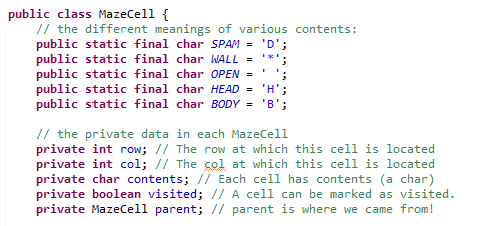 public class MazeCell {
// the different meanings of various contents:
public static final char SPAM = 'D';
public static final char WALL = '*';
public static final char OPEN = ' ';
public static final char HEAD = 'H';
public static final char BODY = 'B';
// the private data in each MazeCell
private int row; // The row at which this cell is located
private int col; // The col at which this cell is located
private char contents; // Each cell has contents (a char)
private boolean visited; // A cell can be marked as visited.
private MazeCell parent; // parent is where we came from!